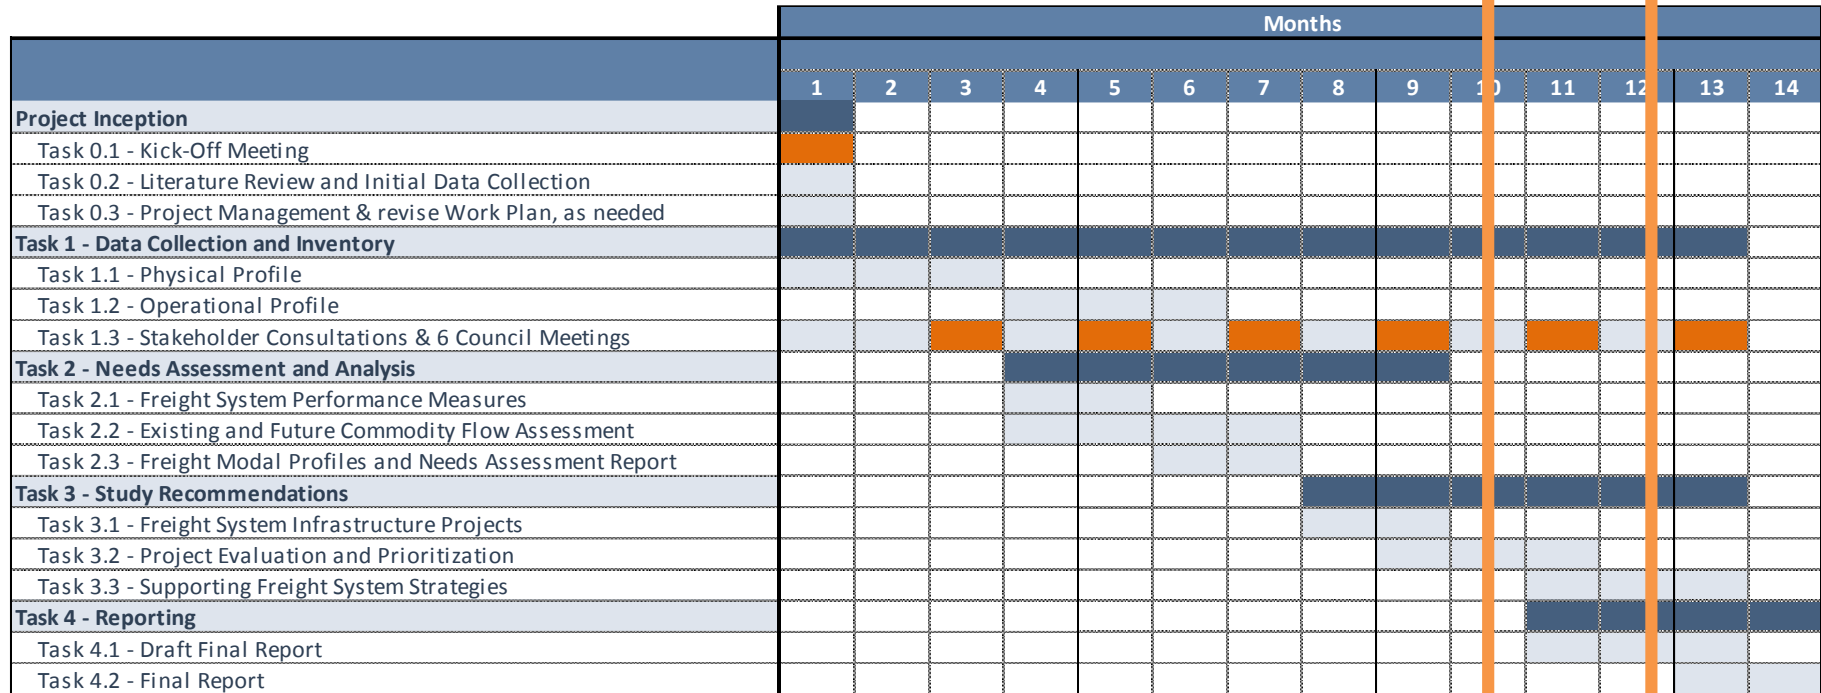 Months
1 2 3 4 5 6 7 8 9 10 11 12 13 14
Project Inception
Task 0.1 - Kick-Off Meeting
Task 0.2 - Literature Review and Initial Data Collection
Task 0.3 - Project Management & revise Work Plan, as needed
Task 1 - Data Collection and Inventory
Task 1.1 - Physical Profile
Task 1.2 - Operational Profile
Task 1.3 - Stakeholder Consultations & 6 Council Meetings
Task 2 - Needs Assessment and Analysis
Task 2.1 - Freight System Performance Measures
Task 2.2 - Existing and Future Commodity Flow Assessment
Task 2.3 - Freight Modal Profiles and Needs Assessment Report
Task 3 - Study Recommendations
Task 3.1 - Freight System Infrastructure Projects
Task 3.2 - Project Evaluation and Prioritization
Task 3.3 - Supporting Freight System Strategies
Task 4 - Reporting
Task 4.1 - Draft Final Report
Task 4.2 - Final Report